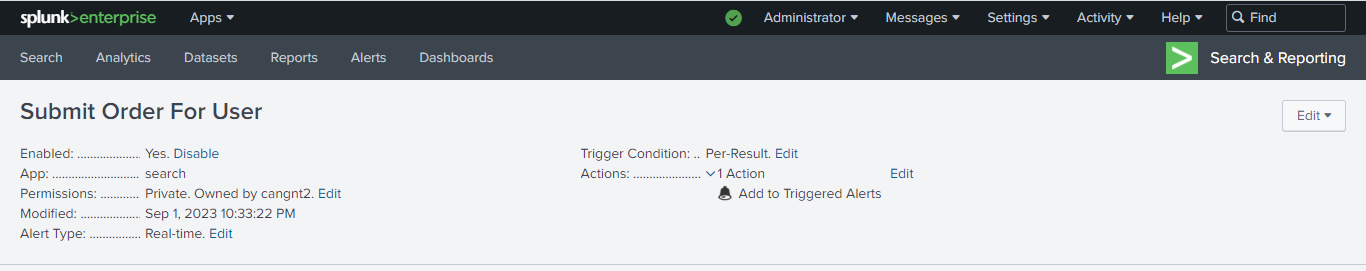 splunk>enterprise Apps Administrator Messages Settings Activity Help Find
Search Analytics Datasets Reports Alerts Dashboards Search & Reporting
Submit Order For User
Edit
Enabled: .................... Yes. Disable
App: ........................... search
Permissions: ............ Private. Owned by cangnt2. Edit
Modified: ................... Sep 1, 2023 10:33:22 PM
Alert Type: ................ Real-time. Edit
Trigger Condition: .. Per-Result. Edit
Actions: ..................... 1 Action Edit
Add to Triggered Alerts